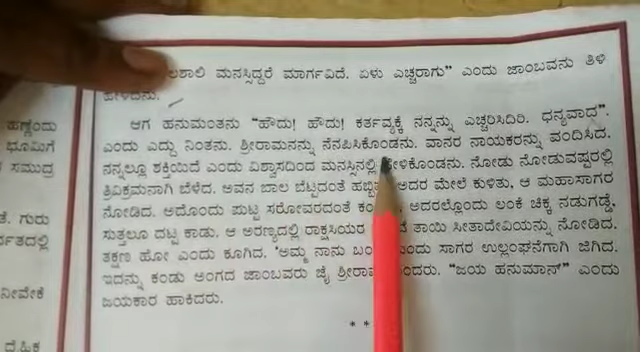 ಮನಸ್ಸಿದ್ದರೆ ಮಾರ್ಗವಿದೆ. ಏಳು ಎಚ್ಚರಾಗು” ಎಂದು ಜಾಂಬವನು ತಿಳಿ
ಹೇಳಿದನು.
ಆಗ ಹನುಮಂತನು “ಹೌದು! ಹೌದು! ಕರ್ತವ್ಯಕ್ಕೆ ನನ್ನನ್ನು ಎಚ್ಚರಿಸಿದಿರಿ. ಧನ್ಯವಾದ”.
ಎಂದು ಎದ್ದು ನಿಂತನು. ಶ್ರೀರಾಮನನ್ನು ನೆನಪಿಸಿಕೊಂಡನು. ವಾನರ ನಾಯಕರನ್ನು ವಂದಿಸಿದ.
ನನ್ನಲ್ಲೂ ಶಕ್ತಿಯಿದೆ ಎಂದು ವಿಶ್ವಾಸದಿಂದ ಮನಸ್ಸಿನಲ್ಲಿ ಹೇಳಿಕೊಂಡನು. ನೋಡು ನೋಡುವಷ್ಟರಲ್ಲಿ
ತ್ರಿವಿಕ್ರಮನಾಗಿ ಬೆಳೆದ. ಅವನ ಬಾಲ ಬೆಟ್ಟದಂತೆ ಅದರ ಮೇಲೆ ಕುಳಿತು, ಆ ಮಹಾಸಾಗರ
ನೋಡಿದ. ಅದೊಂದು ಪುಟ್ಟ ಸರೋವರದಂತೆ ಅದರಲ್ಲೊಂದು ಲಂಕೆ ಚಿಕ್ಕ ನಡುಗಡ್ಡೆ.
ಸುತ್ತಲೂ ದಟ್ಟ ಕಾಡು. ಆ ಅರಣ್ಯದಲ್ಲಿ ರಾಕ್ಷಸಿಯರ ತಾಯಿ ಸೀತಾದೇವಿಯನ್ನು ನೋಡಿದ.
ತಕ್ಷಣ ಹೋ ಎಂದು ಕೂಗಿದ. ‘ಅಮ್ಮ ನಾನು ಸಾಗರ ಉಲ್ಲಂಘನೆಗಾಗಿ ಜಿಗಿದ.
ಇದನ್ನು ಕಂಡು ಅಂಗದ ಜಾಂಬವರು ಜೈ “ಜಯ ಹನುಮಾನ್” ಎಂದು
ಜಯಕಾರ ಹಾಕಿದರು.
* *
ಭೂಮಿಗೆ
ಸಮುದ್ರ
ಗುರು